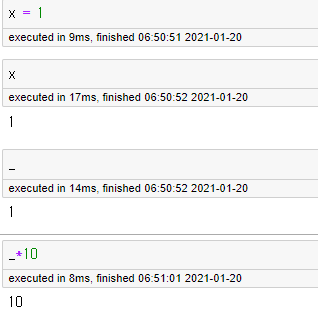 x = 1
executed in 9ms, finished 06:50:51 2021-01-20
x
executed in 17ms, finished 06:50:52 2021-01-20
1
_
executed in 14ms, finished 06:50:52 2021-01-20
1
_*10
executed in 8ms, finished 06:51:01 2021-01-20
10